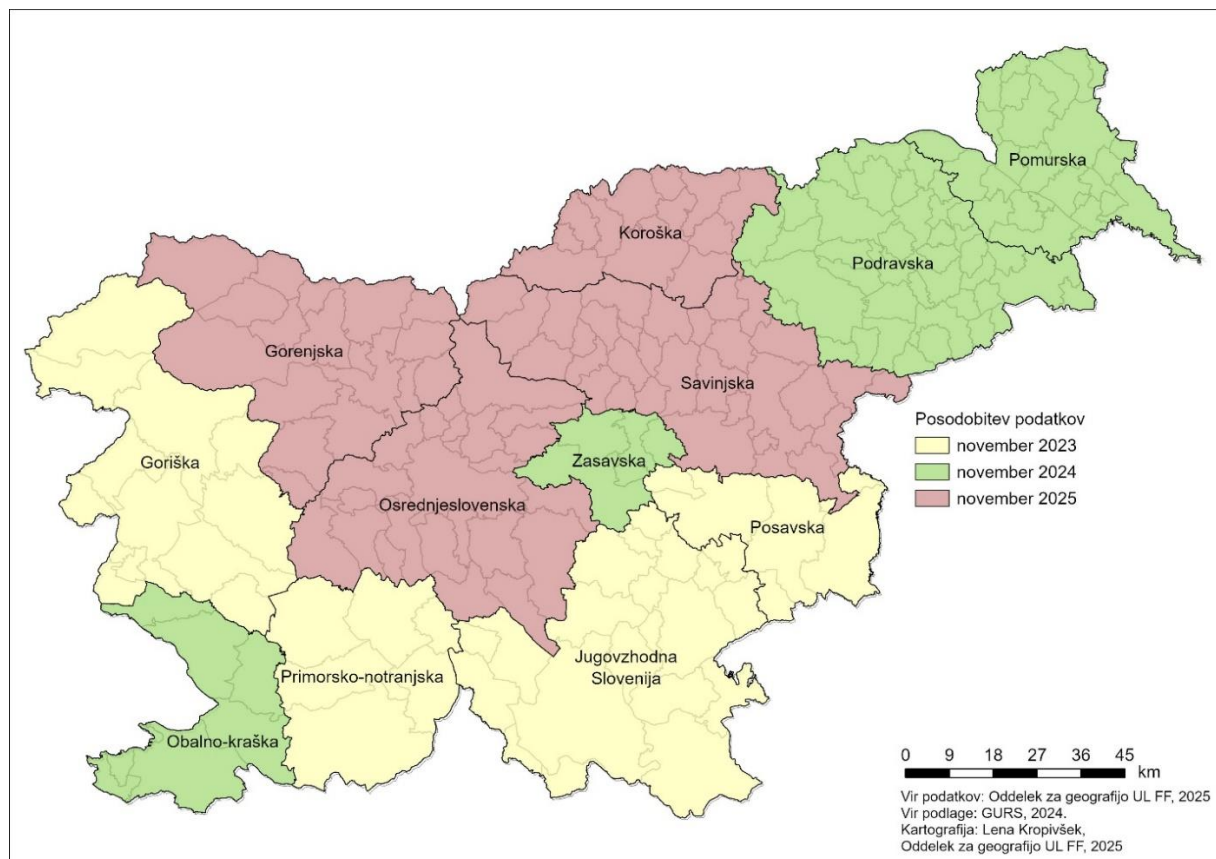 Pomurska
Koroška
Podravska
Gorenjska
Savinjska
Goriška
Zasavska
Osrednjeslovenska
Posavska
Jugovzhodna
Slovenija
Primorsko-notranjska
Obalno-kraška
Posodobitev podatkov
november 2023
november 2024
november 2025
0 9 18 27 36 45
km
Vir podatkov: Oddelek za geografijo UL FF, 2025
Vir podlage: GURS, 2024.
Kartografija: Lena Kropivšek,
Oddelek za geografijo UL FF, 2025